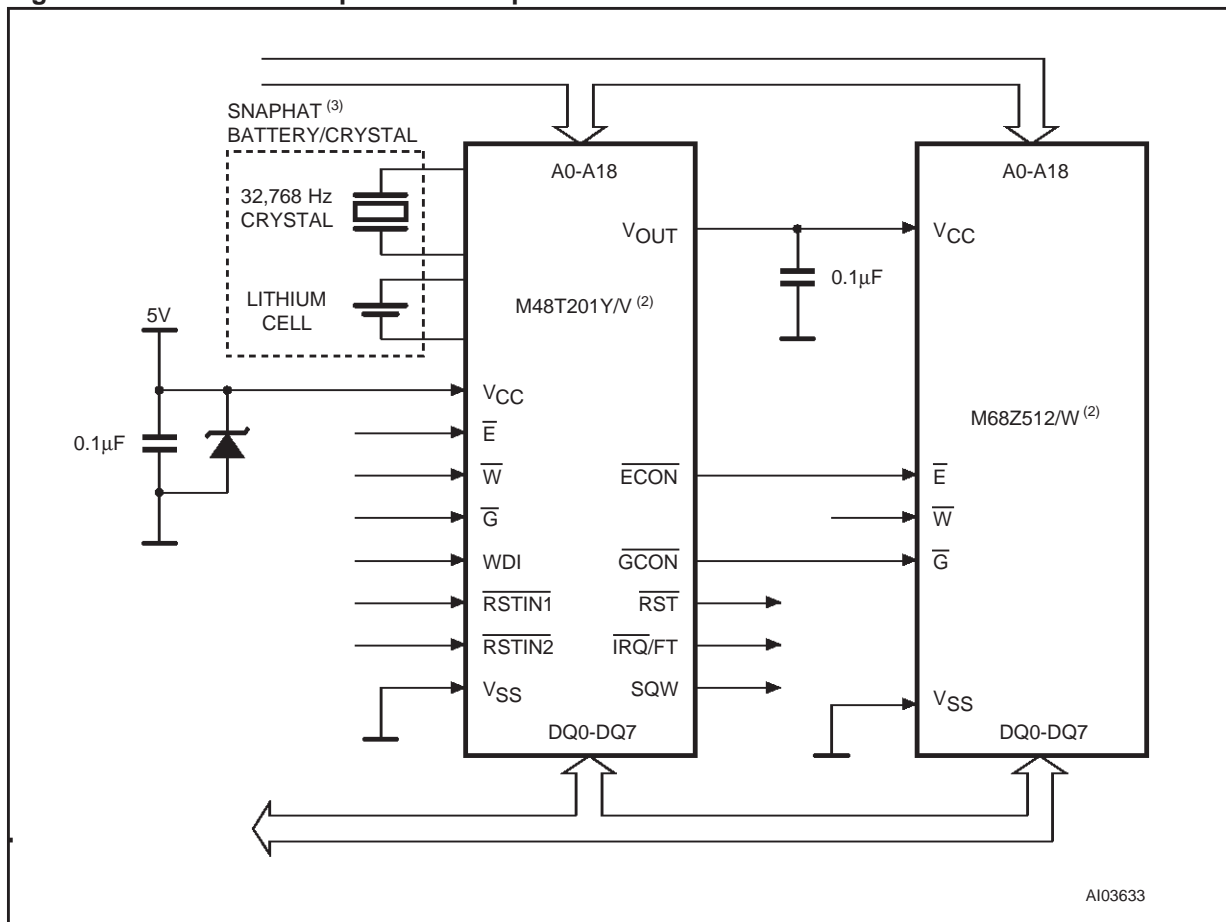 SNAPHAT (3)
BATTERY/CRYSTAL
32,768 Hz
CRYSTAL
LITHIUM
CELL
5V
0.1µF
A0-A18
VOUT
M48T201Y/V (2)
VCC
E
W
G
WDI
RSTIN1
RSTIN2
VSS
ECON
GCON
RST
IRQ/FT
SQW
DQ0-DQ7
0.1µF
A0-A18
VCC
M68Z512/W (2)
E
W
G
VSS
DQ0-DQ7
AI03633